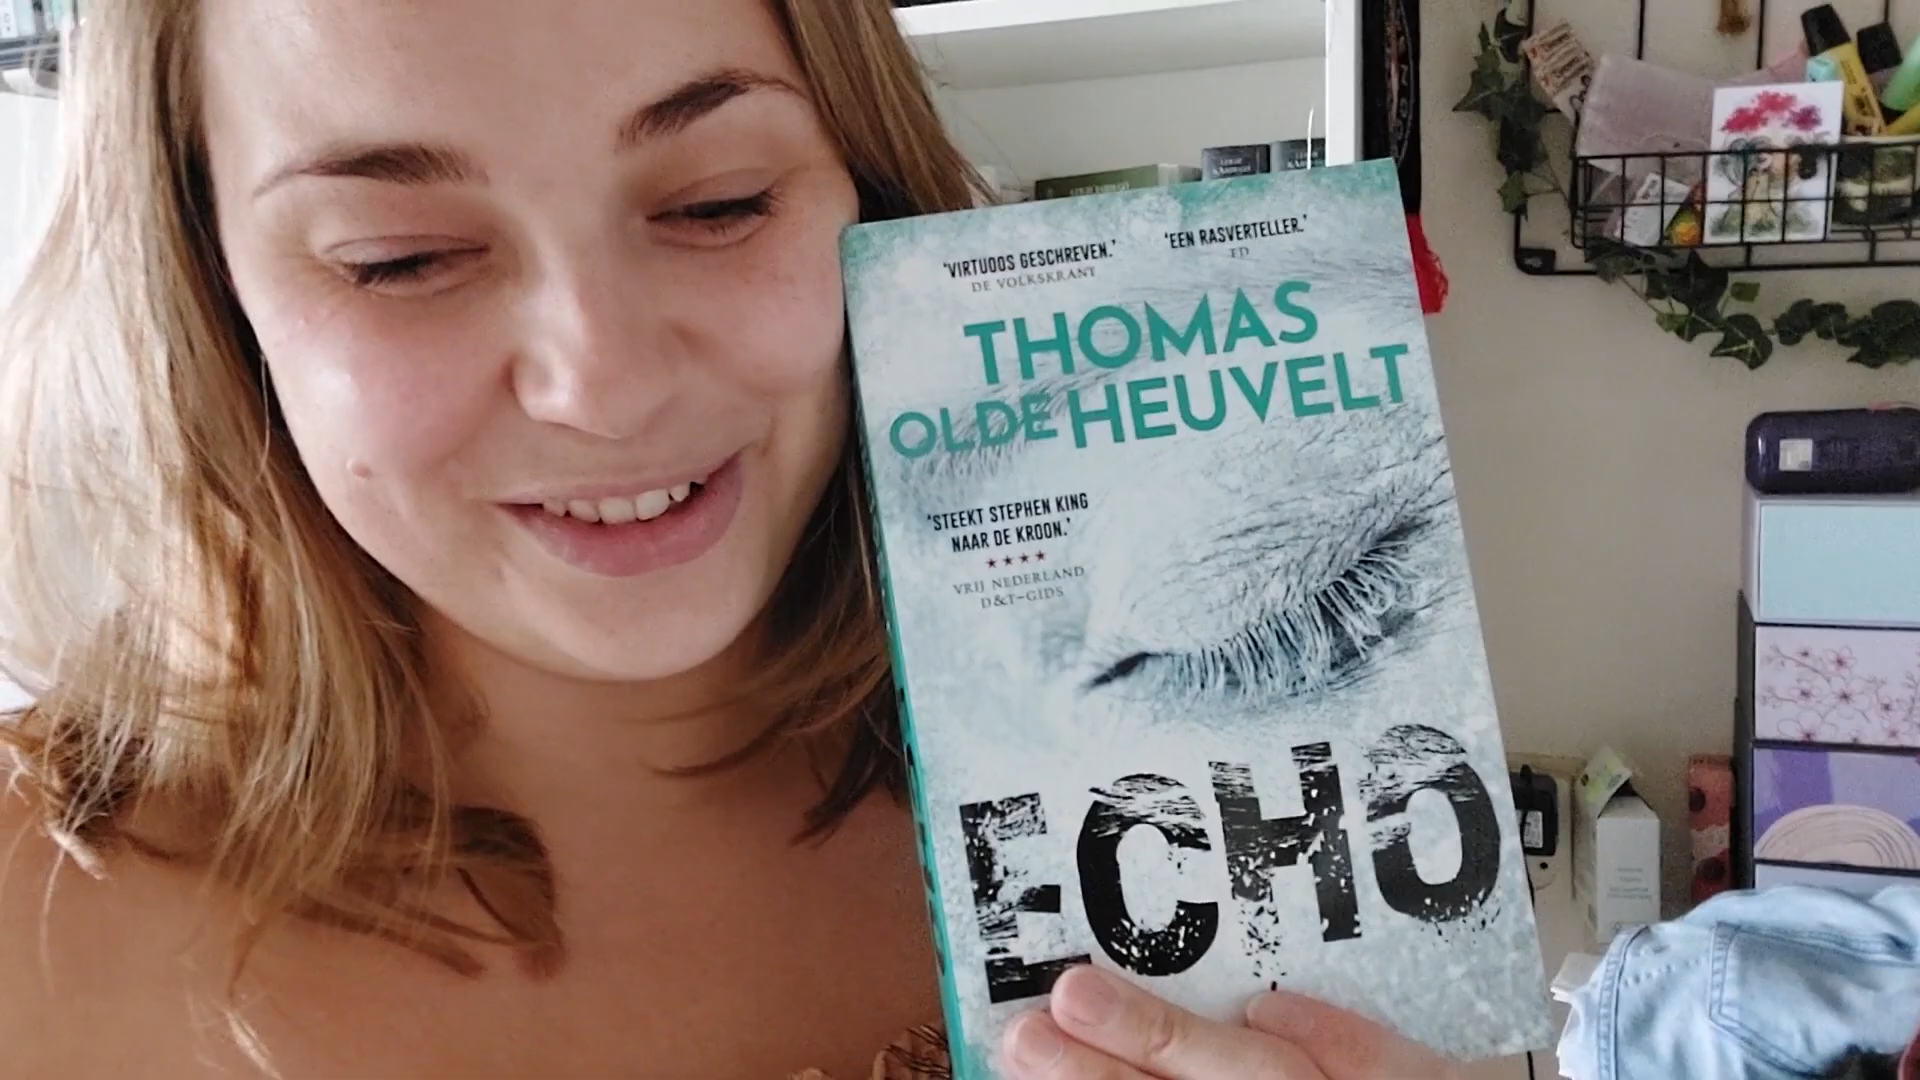 'VIRTUOOS GESCHREVEN.'
DE VOLKSKRANT
'EEN RASVERTELLER.'
ED
THOMAS
OLDE HEUVELT
'STEEKT STEPHEN KING
NAAR DE KROON.'
★★★★
VRIJ NEDERLAND
D&T-GIDS
ECHO